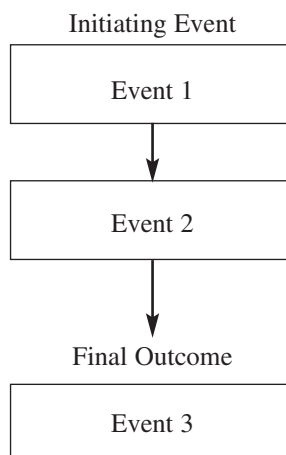 Initiating Event
Event 1
Event 2
Final Outcome
Event 3